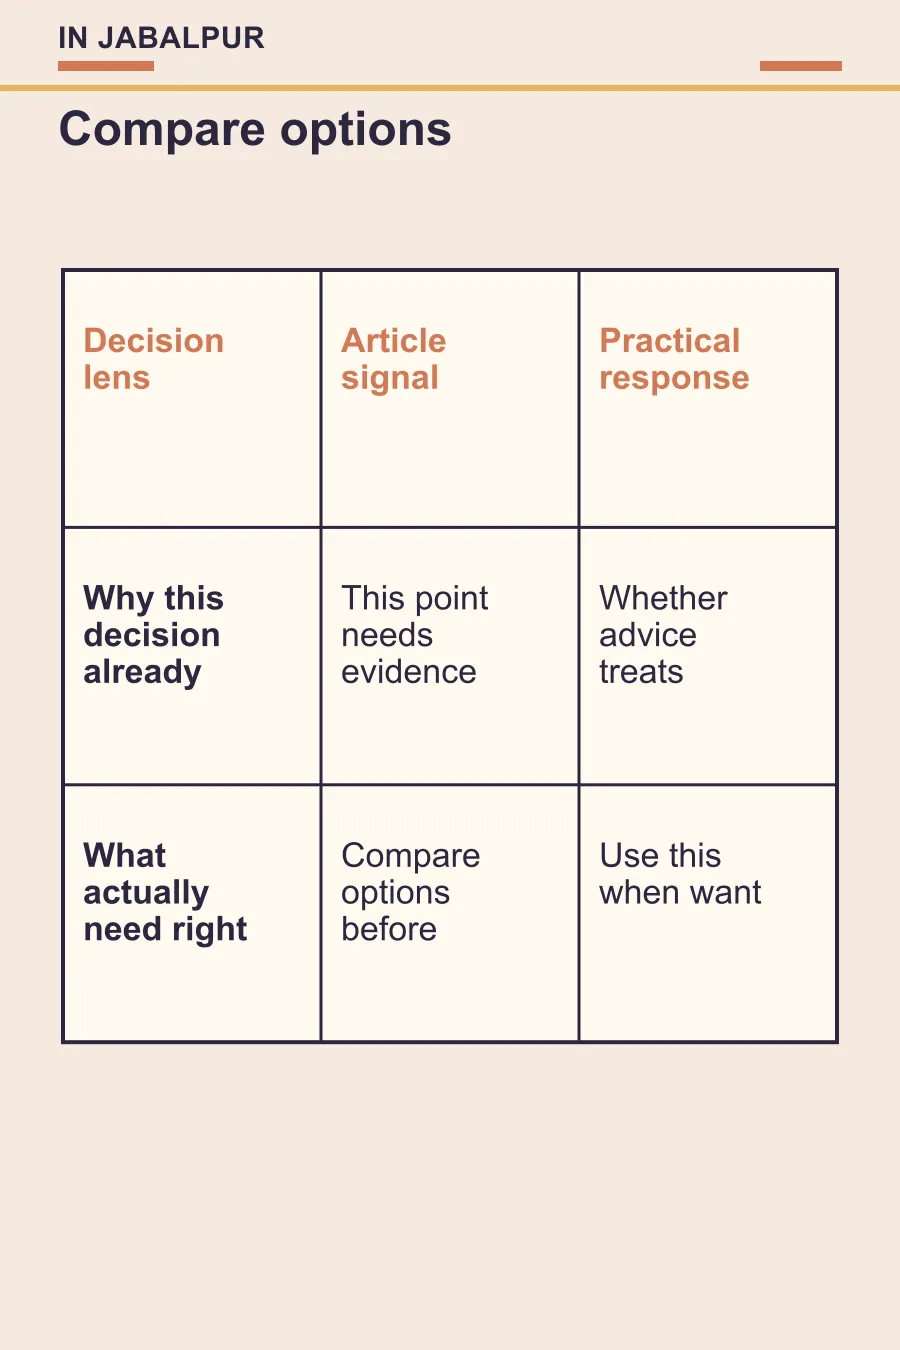 IN JABALPUR
Compare options
Decision
lens
Article
signal
Practical
response
Why this
decision
already
This point
needs
evidence
Whether
advice
treats
What
actually
need right
Compare
options
before
Use this
when want